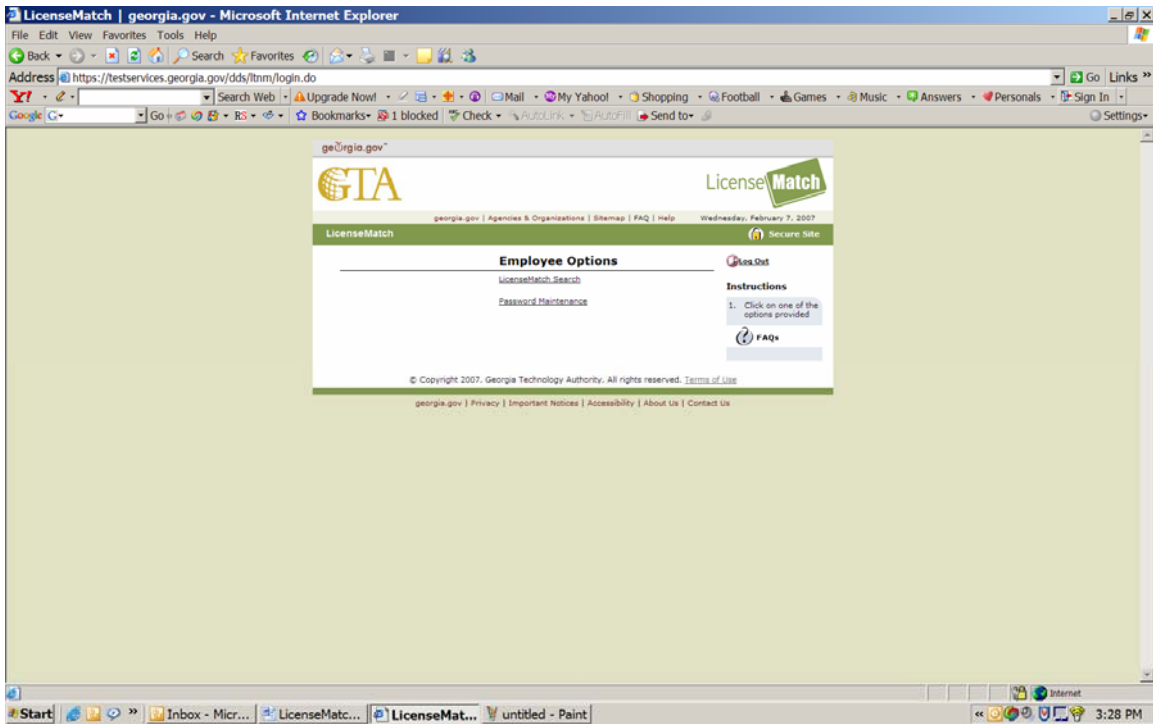 LicenseMatch | georgia.gov - Microsoft Internet Explorer
File Edit View Favorites Tools Help
Back Search Favorites
Address https://testservices.georgia.gov/dds/ltnm/login.do Go Links »
Y! Search Web Upgrade Now! Mail My Yahoo! Shopping Football Games Music Answers Personals Sign In
Google G Go RS Bookmarks 1 blocked Check AutoLink AutoFill Send to Settings
georgia.gov™
GTA
License Match
georgia.gov | Agencies & Organizations | Sitemap | FAQ | Help Wednesday, February 7, 2007
LicenseMatch Secure Site
Employee Options
LicenseMatch Search
Password Maintenance
Log Out
Instructions
1. Click on one of the
options provided
FAQs
© Copyright 2007. Georgia Technology Authority. All rights reserved. Terms of Use
georgia.gov | Privacy | Important Notices | Accessibility | About Us | Contact Us
Internet
Start » Inbox - Micr... LicenseMatc... LicenseMat... untitled - Paint « 3:28 PM